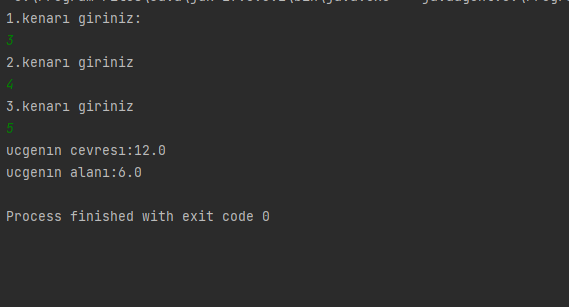 1.kenarı giriniz:
3
2.kenarı giriniz
4
3.kenarı giriniz
5
ucgenın cevresı:12.0
ucgenın alanı:6.0
Process finished with exit code 0